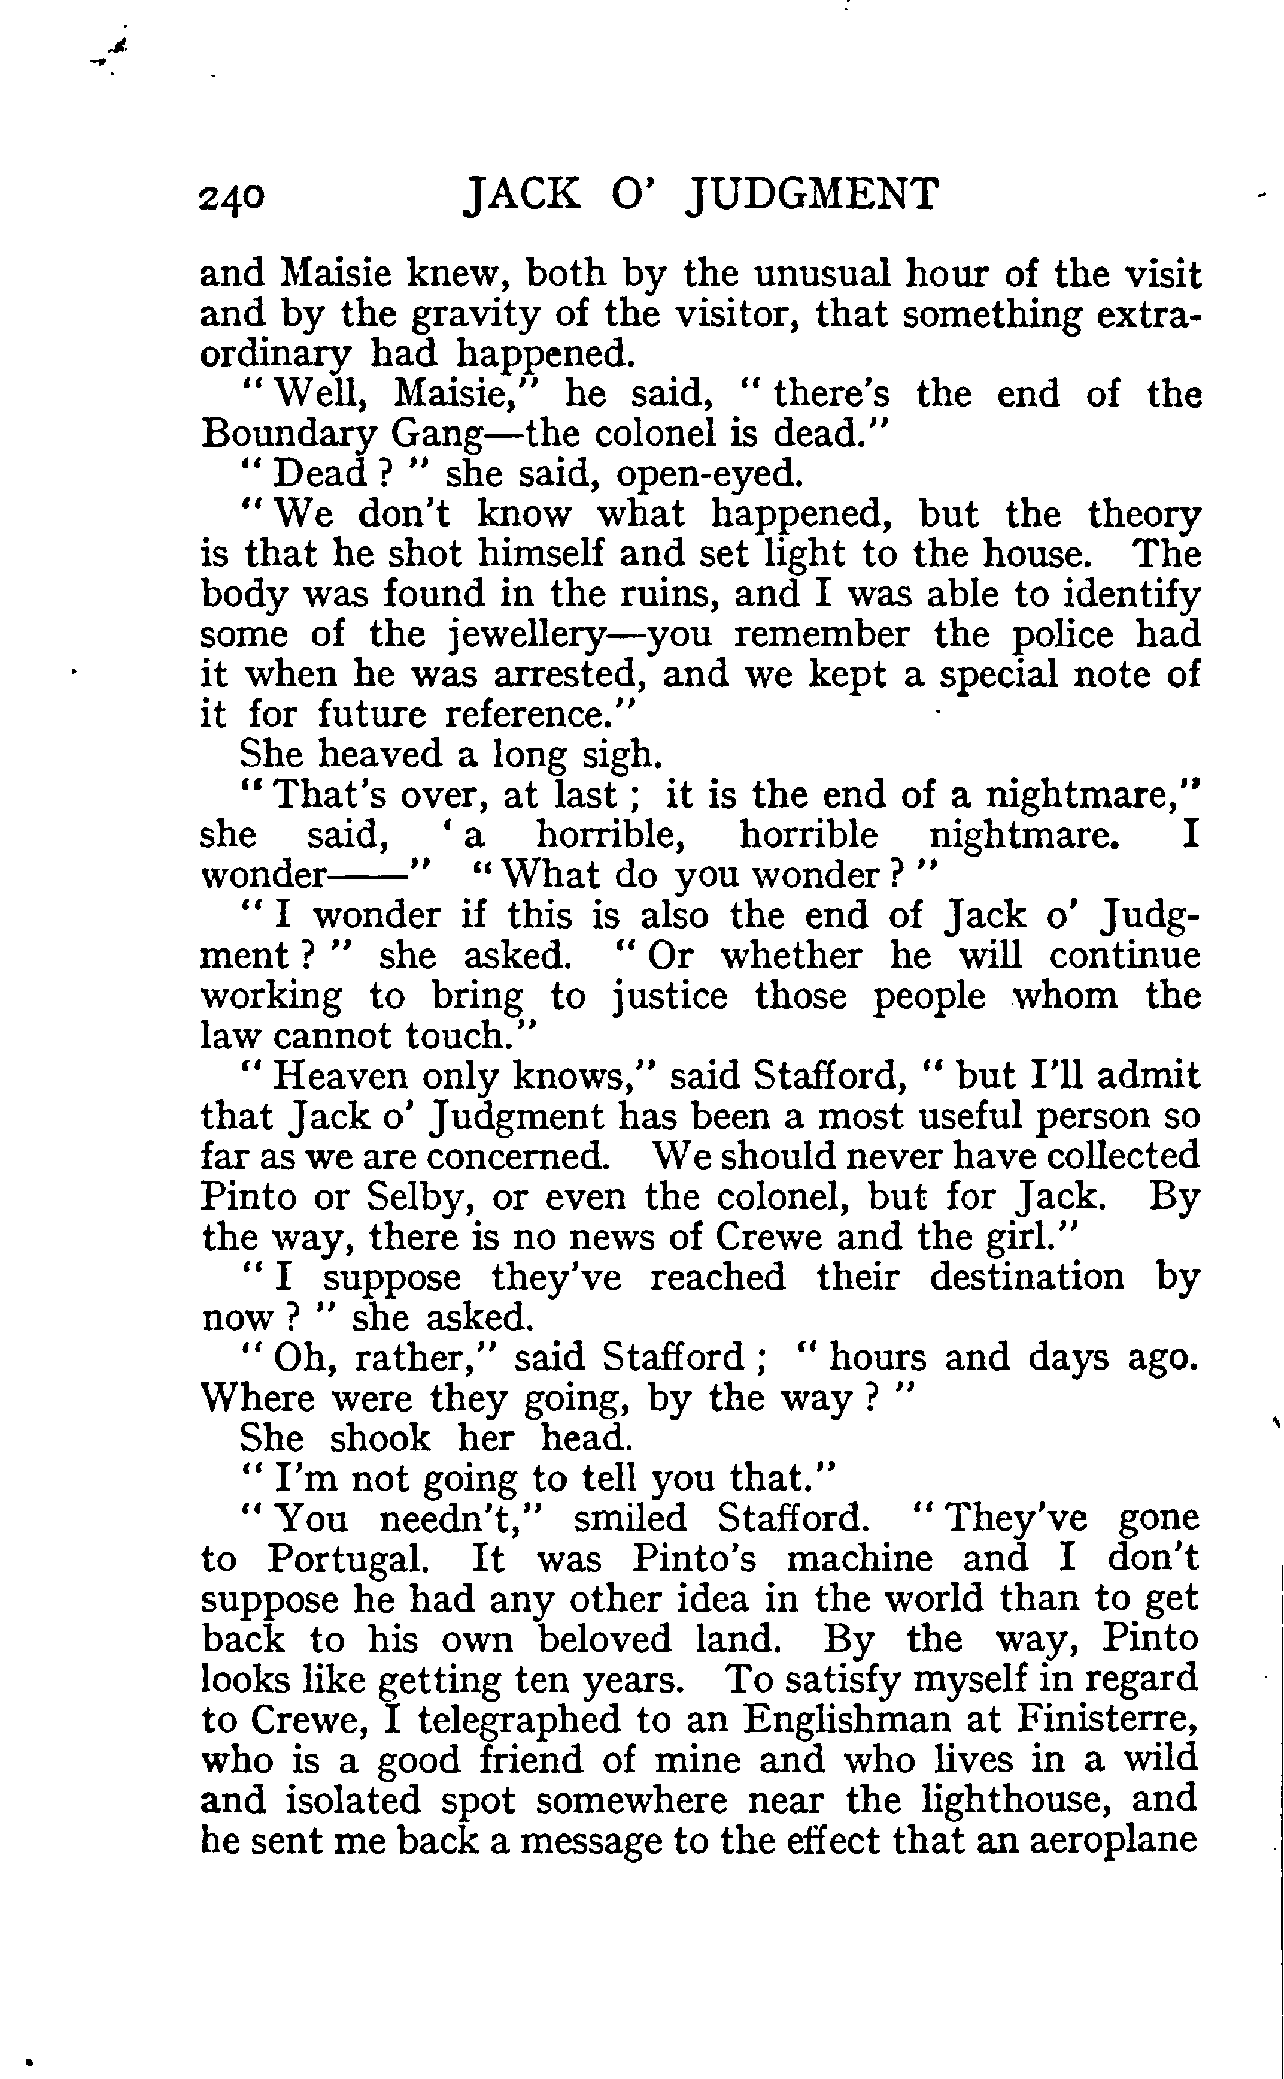 240 JACK O' JUDGMENT
and Maisie knew, both by the unusual hour of the visit
and by the gravity of the visitor, that something extra-
ordinary had happened.
" Well, Maisie," he said, " there's the end of the
Boundary Gang—the colonel is dead."
" Dead ? " she said, open-eyed.
" We don't know what happened, but the theory
is that he shot himself and set light to the house. The
body was found in the ruins, and I was able to identify
some of the jewellery—you remember the police had
it when he was arrested, and we kept a special note of
it for future reference."
She heaved a long sigh.
" That's over, at last ; it is the end of a nightmare,"
she said, ' a horrible, horrible nightmare. I
wonder——" " What do you wonder ? "
" I wonder if this is also the end of Jack o' Judg-
ment ? " she asked. " Or whether he will continue
working to bring to justice those people whom the
law cannot touch."
" Heaven only knows," said Stafford, " but I'll admit
that Jack o' Judgment has been a most useful person so
far as we are concerned. We should never have collected
Pinto or Selby, or even the colonel, but for Jack. By
the way, there is no news of Crewe and the girl."
" I suppose they've reached their destination by
now ? " she asked.
" Oh, rather," said Stafford ; " hours and days ago.
Where were they going, by the way ? "
She shook her head.
" I'm not going to tell you that."
" You needn't," smiled Stafford. " They've gone
to Portugal. It was Pinto's machine and I don't
suppose he had any other idea in the world than to get
back to his own beloved land. By the way, Pinto
looks like getting ten years. To satisfy myself in regard
to Crewe, I telegraphed to an Englishman at Finisterre,
who is a good friend of mine and who lives in a wild
and isolated spot somewhere near the lighthouse, and
he sent me back a message to the effect that an aeroplane